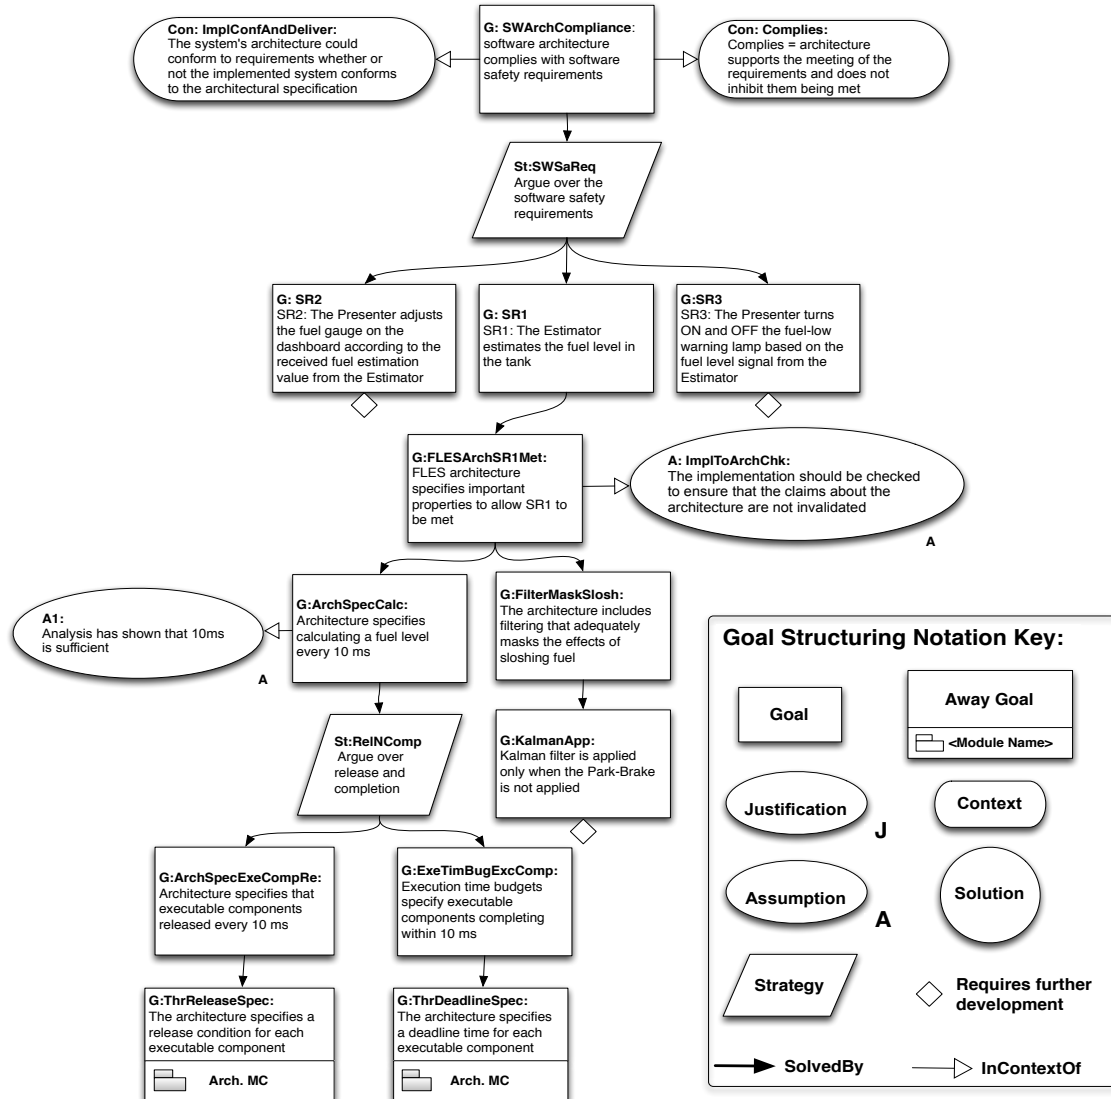 Con: ImplConfAndDeliver:
The system's architecture could
conform to requirements whether or
not the implemented system conforms
to the architectural specification
G: SWArchCompliance:
software architecture
complies with software
safety requirements
Con: Complies:
Complies = architecture
supports the meeting of the
requirements and does not
inhibit them being met
St:SWSaReq
Argue over the
software safety
requirements
G: SR2
SR2: The Presenter adjusts
the fuel gauge on the
dashboard according to the
received fuel estimation
value from the Estimator
G: SR1
SR1: The Estimator
estimates the fuel level in
the tank
G:SR3
SR3: The Presenter turns
ON and OFF the fuel-low
warning lamp based on the
fuel level signal from the
Estimator
G:FLESArchSR1Met:
FLES architecture
specifies important
properties to allow SR1 to
be met
A: ImplToArchChk:
The implementation should be checked
to ensure that the claims about the
architecture are not invalidated
A
A1:
Analysis has shown that 10ms
is sufficient
A
G:ArchSpecCalc:
Architecture specifies
calculating a fuel level
every 10 ms
G:FilterMaskSlosh:
The architecture includes
filtering that adequately
masks the effects of
sloshing fuel
St:RelNComp
Argue over
release and
completion
G:KalmanApp:
Kalman filter is applied
only when the Park-Brake
is not applied
G:ArchSpecExeCompRe:
Architecture specifies that
executable components
released every 10 ms
G:ExeTimBugExcComp:
Execution time budgets
specify executable
components completing
within 10 ms
G:ThrReleaseSpec:
The architecture specifies a
release condition for each
executable component
Arch. MC
G:ThrDeadlineSpec:
The architecture specifies
a deadline time for each
executable component
Arch. MC
Goal Structuring Notation Key:
Goal
Away Goal
<Module Name>
Justification
J
Context
Assumption
A
Solution
Strategy
Requires further
development
SolvedBy
InContextOf